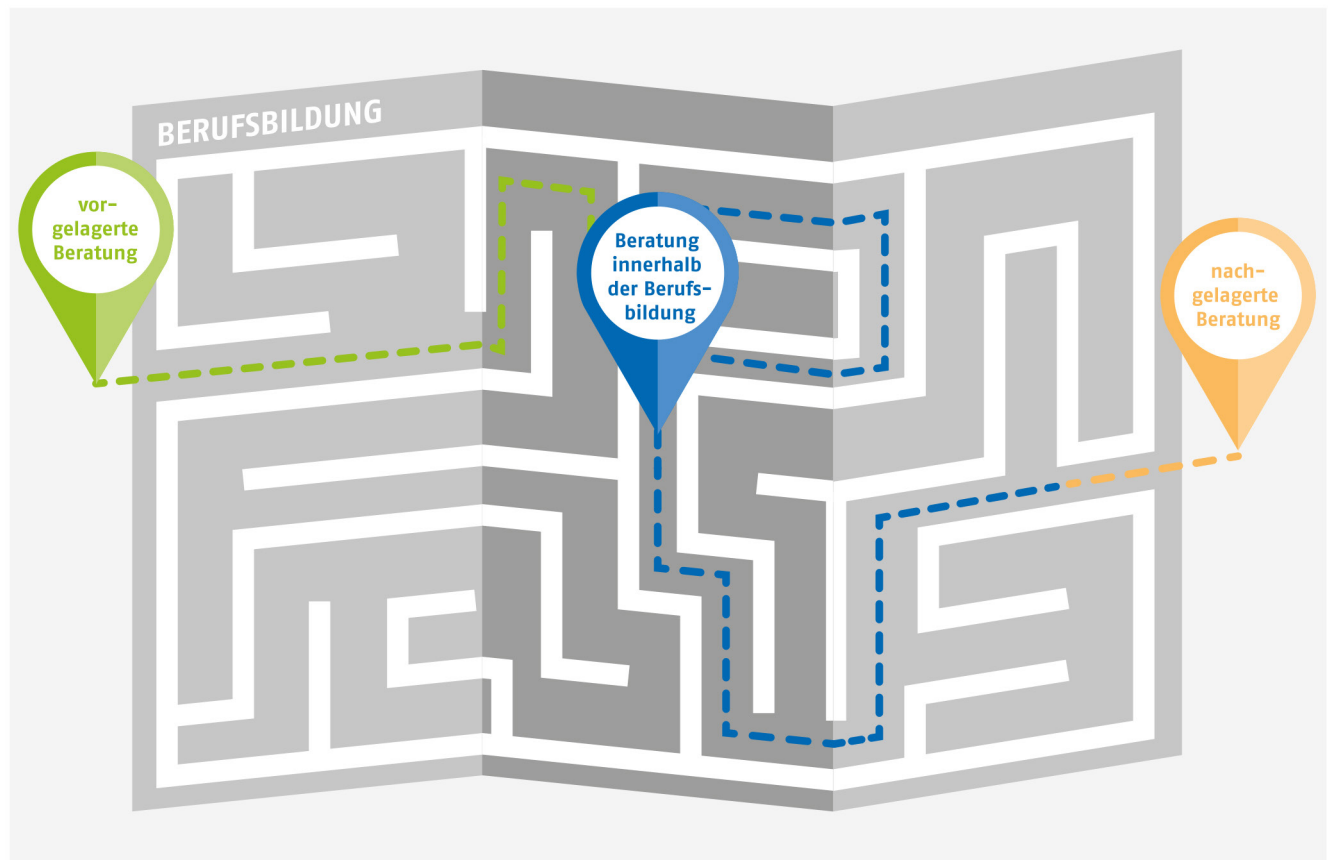 BERUFSBILDUNG
vor-
gelagerte
Beratung
Beratung
innerhalb
der Berufs-
bildung
nach-
gelagerte
Beratung